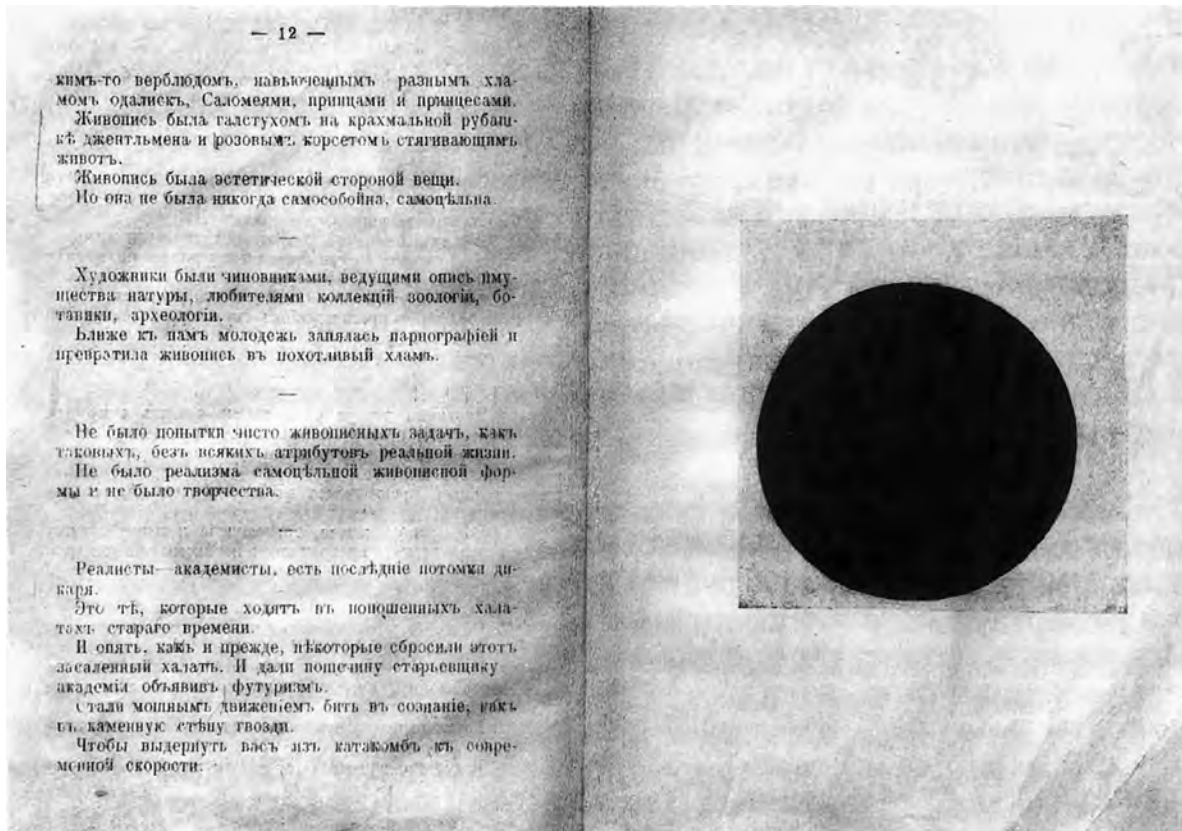 — 12 —
кимъ-то верблюдомъ, навьюченнымъ разнымъ хла-
момъ одалискъ, Саломеями, принцами и принцесами.
Живопись была галстухомъ на крахмальной рубаш-
кѣ джентльмена и розовымъ корсетомъ стягивающимъ
животъ.
Живопись была эстетической стороной вещи.
Но она не была никогда самособойна, самоцѣльна.
—
Художники были чиновниками, ведущими опись иму-
щества натуры, любителями коллекцій зоологіи, бо-
таники, археологіи.
Ближе къ намъ молодежь занялась парнографіей и
превратила живопись въ похотливый хламъ.
—
Не было попытки чисто живописныхъ задачъ, какъ
таковыхъ, безъ всякихъ атрибутовъ реальной жизни.
Не было реализма самоцѣльной живописной фор-
мы и не было творчества.
—
Реалисты—академисты, есть послѣдніе потомки ди-
каря.
Это тѣ, которые ходятъ въ поношенныхъ хала-
тахъ стараго времени.
И опять, какъ и прежде, нѣкоторые сбросили этотъ
засаленный халатъ. И дали пощечину старьевщику
академіи объявивъ футуризмъ.
Стали мощнымъ движеніемъ бить въ сознаніе, какъ
въ каменную стѣну гвозди.
Чтобы выдернуть васъ изъ катакомбъ къ совре-
менной скорости.